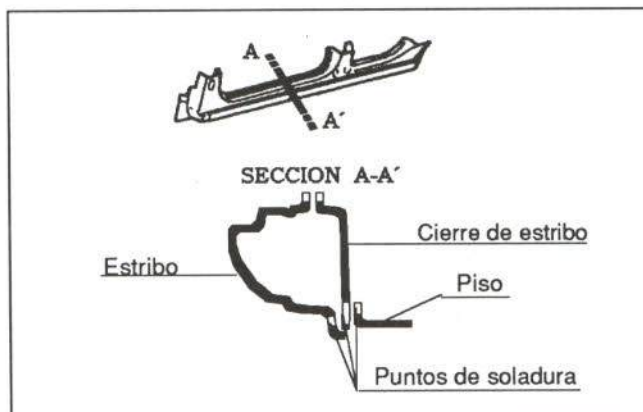 A
A´
SECCION A-A´
Cierre de estribo
Estribo
Piso
Puntos de soladura